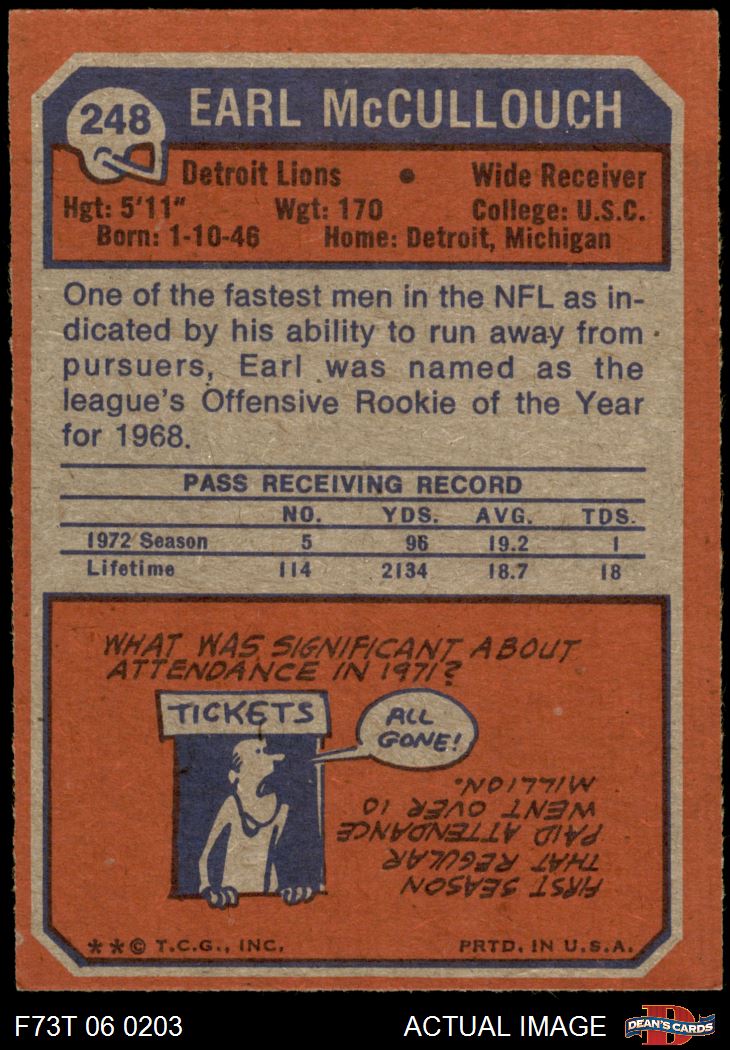 248
EARL McCULLOUCH
Detroit Lions • Wide Receiver
Hgt: 5'11" Wgt: 170 College: U.S.C.
Born: 1-10-46 Home: Detroit, Michigan
One of the fastest men in the NFL as in-
dicated by his ability to run away from
pursuers, Earl was named as the
league's Offensive Rookie of the Year
for 1968.
PASS RECEIVING RECORD
NO. YDS. AVG. TDS.
1972 Season 5 96 19.2 1
Lifetime 114 2134 18.7 18
WHAT WAS SIGNIFICANT ABOUT
ATTENDANCE IN 1971?
TICKETS
ALL
GONE!
FIRST SEASON
THAT REGULAR
PAID ATTENDANCE
WENT OVER 10
MILLION.
**© T.C.G., INC. PRTD. IN U.S.A.
F73T 06 0203 ACTUAL IMAGE
D
DEAN'S CARDS